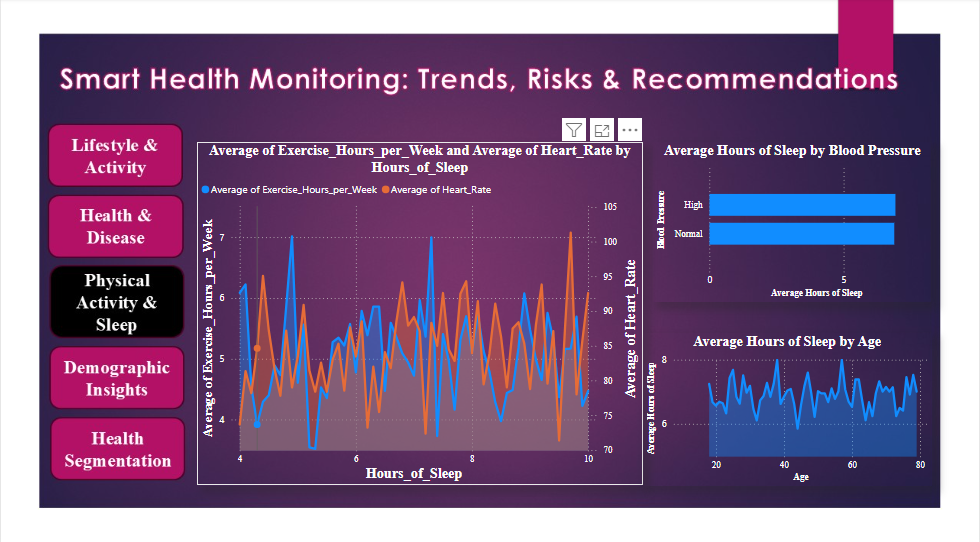 Smart Health Monitoring: Trends, Risks & Recommendations
Lifestyle &
Activity
Health &
Disease
Physical
Activity &
Sleep
Demographic
Insights
Health
Segmentation
Average of Exercise_Hours_per_Week and Average of Heart_Rate by
Hours_of_Sleep
Average of Exercise_Hours_per_Week
Average of Heart_Rate
Average of Exercise_Hours_per_Week
7
6
5
4
105
100
95
90
85
80
75
70
Average of Heart_Rate
4
6
8
10
Hours_of_Sleep
Average Hours of Sleep by Blood Pressure
Blood Pressure
High
Normal
0
5
Average Hours of Sleep
Average Hours of Sleep by Age
Average Hours of Sleep
8
6
20
40
60
80
Age